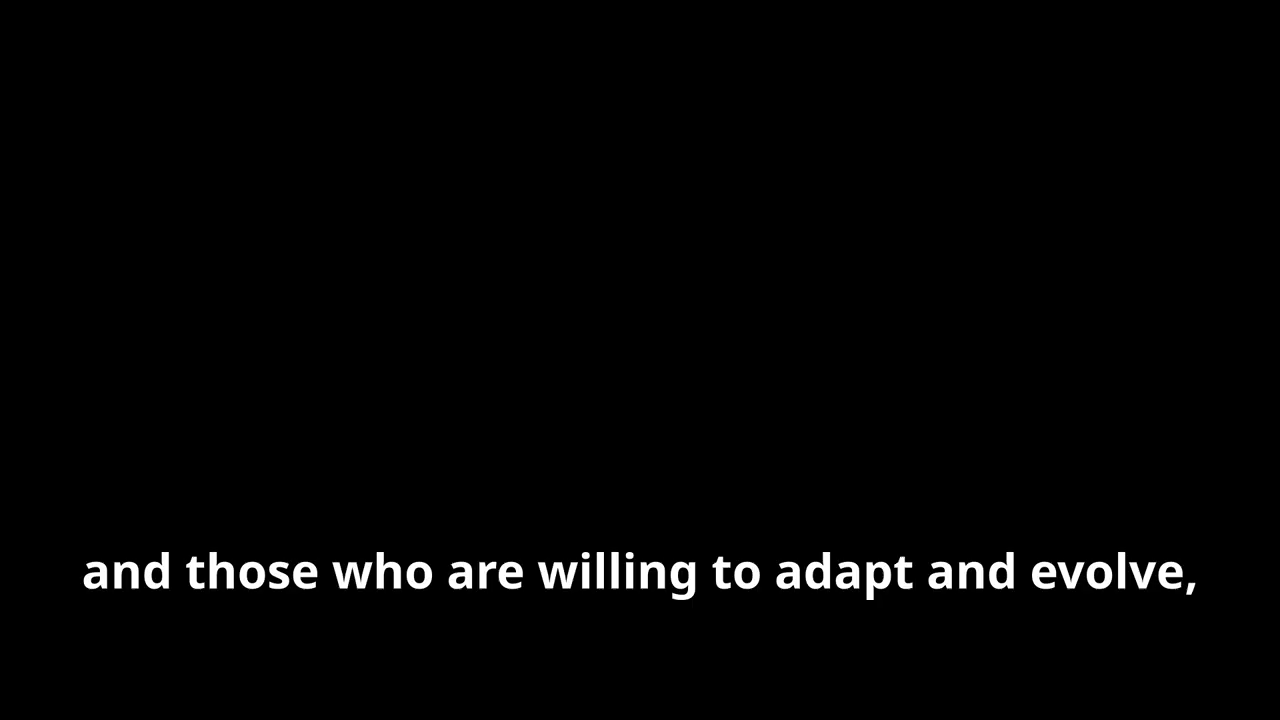 and those who are willing to adapt and evolve,